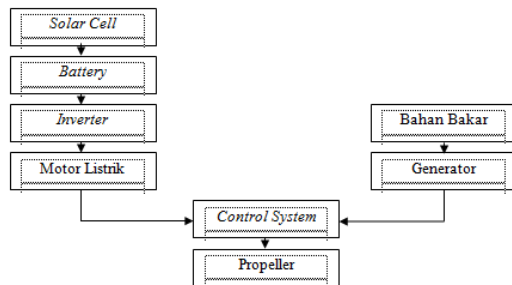 Solar Cell
Battery
Inverter
Motor Listrik
Bahan Bakar
Generator
Control System
Propeller